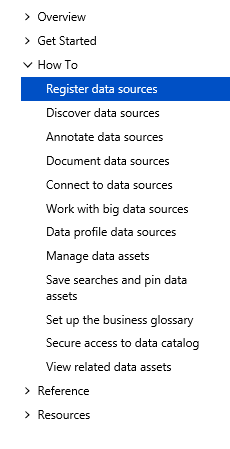 Overview
Get Started
How To
Register data sources
Discover data sources
Annotate data sources
Document data sources
Connect to data sources
Work with big data sources
Data profile data sources
Manage data assets
Save searches and pin data
assets
Set up the business glossary
Secure access to data catalog
View related data assets
Reference
Resources